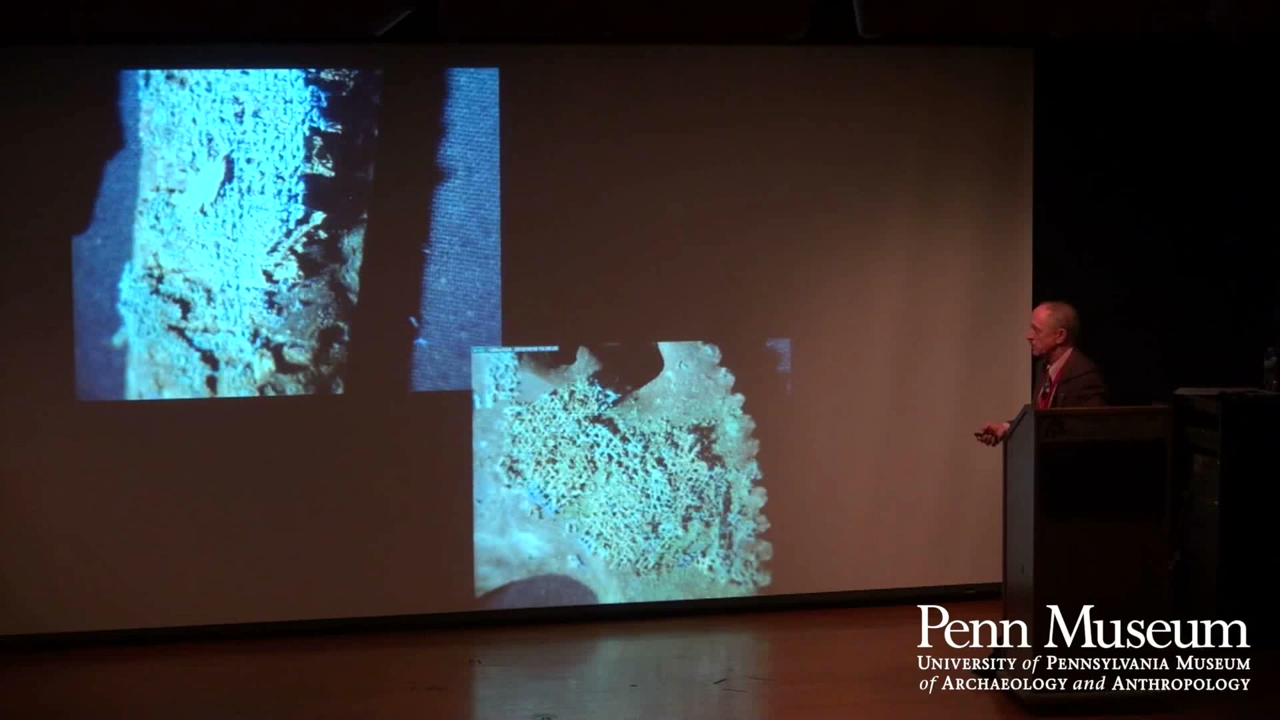 Penn Museum
UNIVERSITY of PENNSYLVANIA MUSEUM
of ARCHAEOLOGY and ANTHROPOLOGY